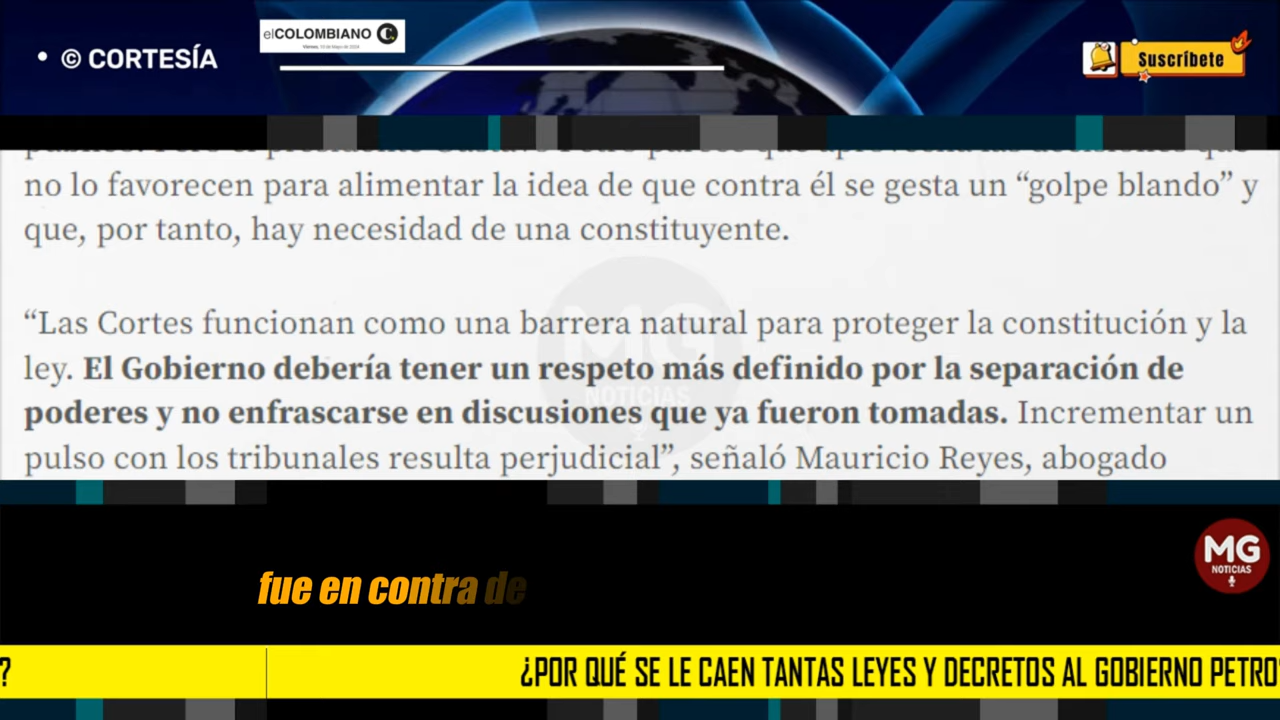 • © CORTESÍA
elCOLOMBIANO C
Suscríbete
no lo favorecen para alimentar la idea de que contra él se gesta un “golpe blando” y
que, por tanto, hay necesidad de una constituyente.
“Las Cortes funcionan como una barrera natural para proteger la constitución y la
ley. El Gobierno debería tener un respeto más definido por la separación de
poderes y no enfrascarse en discusiones que ya fueron tomadas. Incrementar un
pulso con los tribunales resulta perjudicial”, señaló Mauricio Reyes, abogado
MG
NOTICIAS
fue en contra de
MG
NOTICIAS
? ¿POR QUÉ SE LE CAEN TANTAS LEYES Y DECRETOS AL GOBIERNO PETRO?